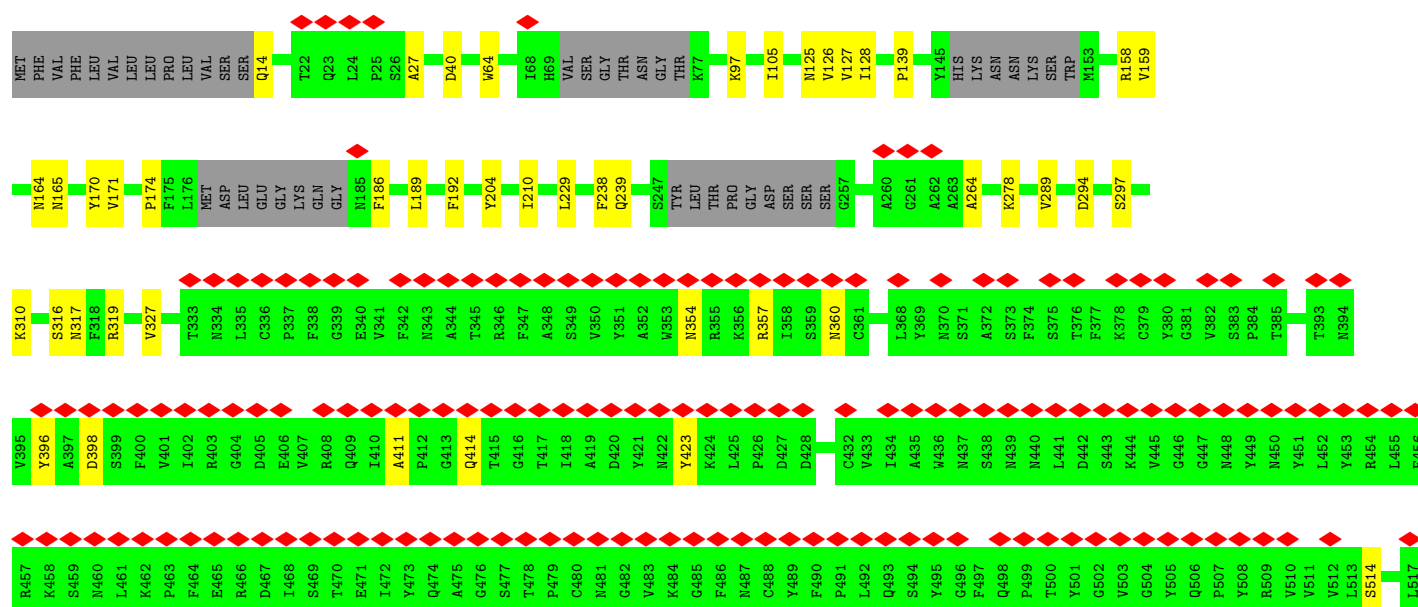 MET PHE VAL PHE LEU VAL LEU LEU PRO LEU VAL SER SER Q14 T22 Q23 L24 P25 S26 A27 D40 W64 I68 H69 VAL SER GLY THR ASN GLY THR K77 K97 I105 N125 V126 V127 I128 P139 Y145 HIS LYS ASN ASN LYS SER TRP M153 R158 V159
N164 N165 Y170 V171 P174 F175 L176 MET ASP LEU GLU GLY LYS GLN GLY N185 F186 L189 F192 Y204 I210 L229 F238 Q239 S247 TYR LEU THR PRO GLY ASP SER SER SER G257 A260 G261 A262 A263 A264 K278 V289 D294 S297
K310 S316 N317 F318 R319 V327 T333 N334 L335 C336 P337 F338 G339 E340 V341 F342 N343 A344 T345 R346 F347 A348 S349 V350 Y351 A352 W353 N354 R355 K356 R357 I358 S359 N360 C361 L368 Y369 N370 S371 A372 S373 F374 S375 T376 F377 K378 C379 Y380 G381 V382 S383 P384 T385 T393 N394
V395 Y396 A397 D398 S399 F400 V401 I402 R403 G404 D405 E406 V407 R408 Q409 I410 A411 P412 G413 Q414 T415 G416 T417 I418 A419 D420 Y421 N422 Y423 K424 L425 P426 D427 D428 C432 V433 I434 A435 W436 N437 S438 N439 N440 L441 D442 S443 K444 V445 G446 G447 N448 Y449 N450 Y451 L452 Y453 R454 L455 F456
R457 K458 S459 N460 L461 K462 P463 F464 E465 R466 D467 I468 S469 T470 E471 I472 Y473 Q474 A475 G476 S477 T478 P479 C480 N481 G482 V483 K484 G485 F486 N487 C488 Y489 F490 P491 L492 Q493 S494 Y495 G496 F497 Q498 P499 T500 Y501 G502 V503 G504 Y505 Q506 P507 Y508 R509 V510 V511 V512 L513 S514 L517